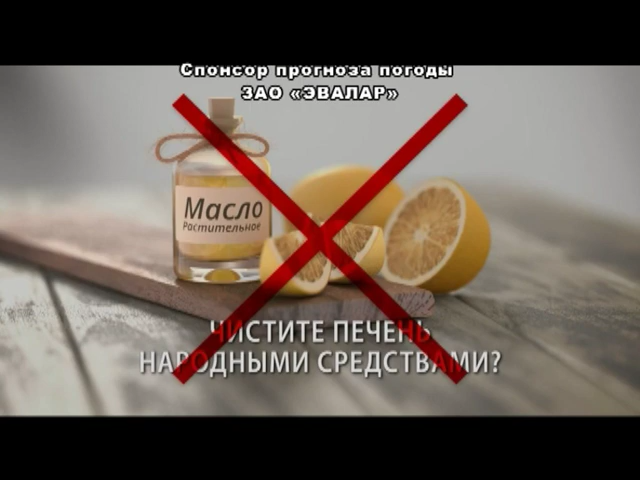 Спонсор прогноза погоды
ЗАО «ЭВАЛАР»
Масло
Растительное
ЧИСТИТЕ ПЕЧЕНЬ
НАРОДНЫМИ СРЕДСТВАМИ?